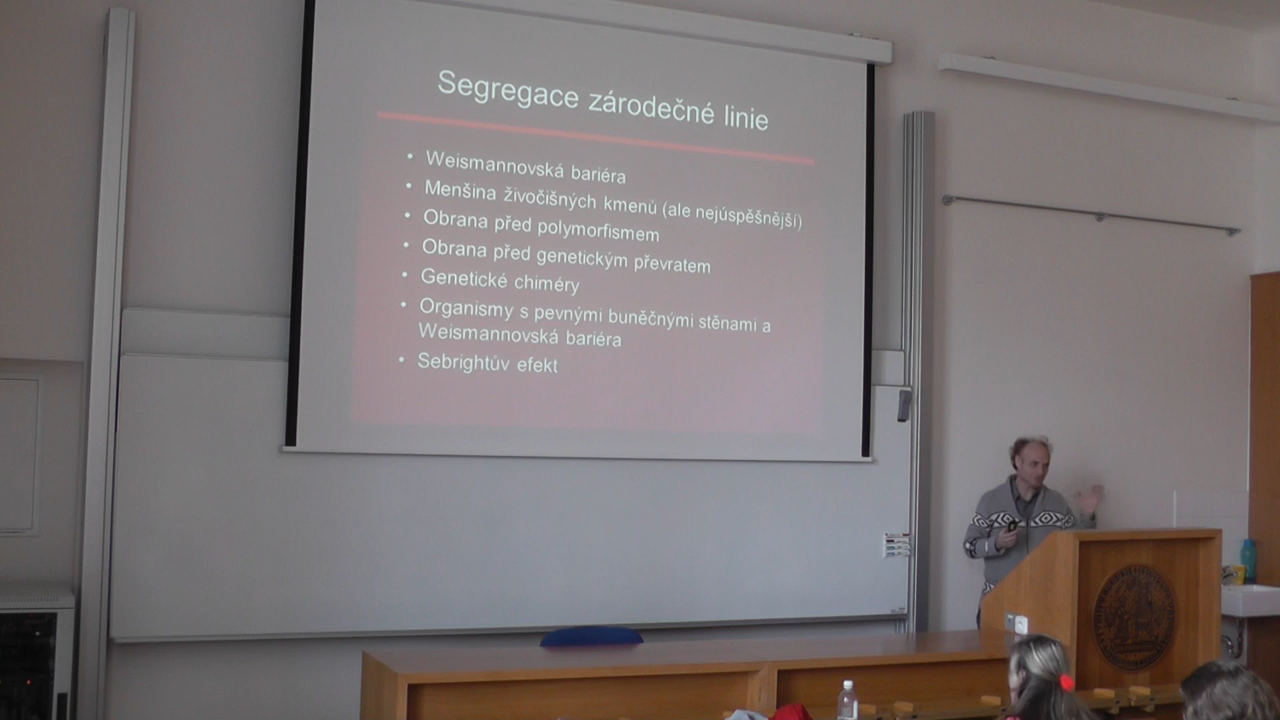 Segregace zárodečné linie
• Weismannovská bariéra
• Menšina živočišných kmenů (ale nejúspěšnější)
• Obrana před polymorfismem
• Obrana před genetickým převratem
• Genetické chiméry
• Organismy s pevnými buněčnými stěnami a
Weismannovská bariéra
• Sebrightův efekt